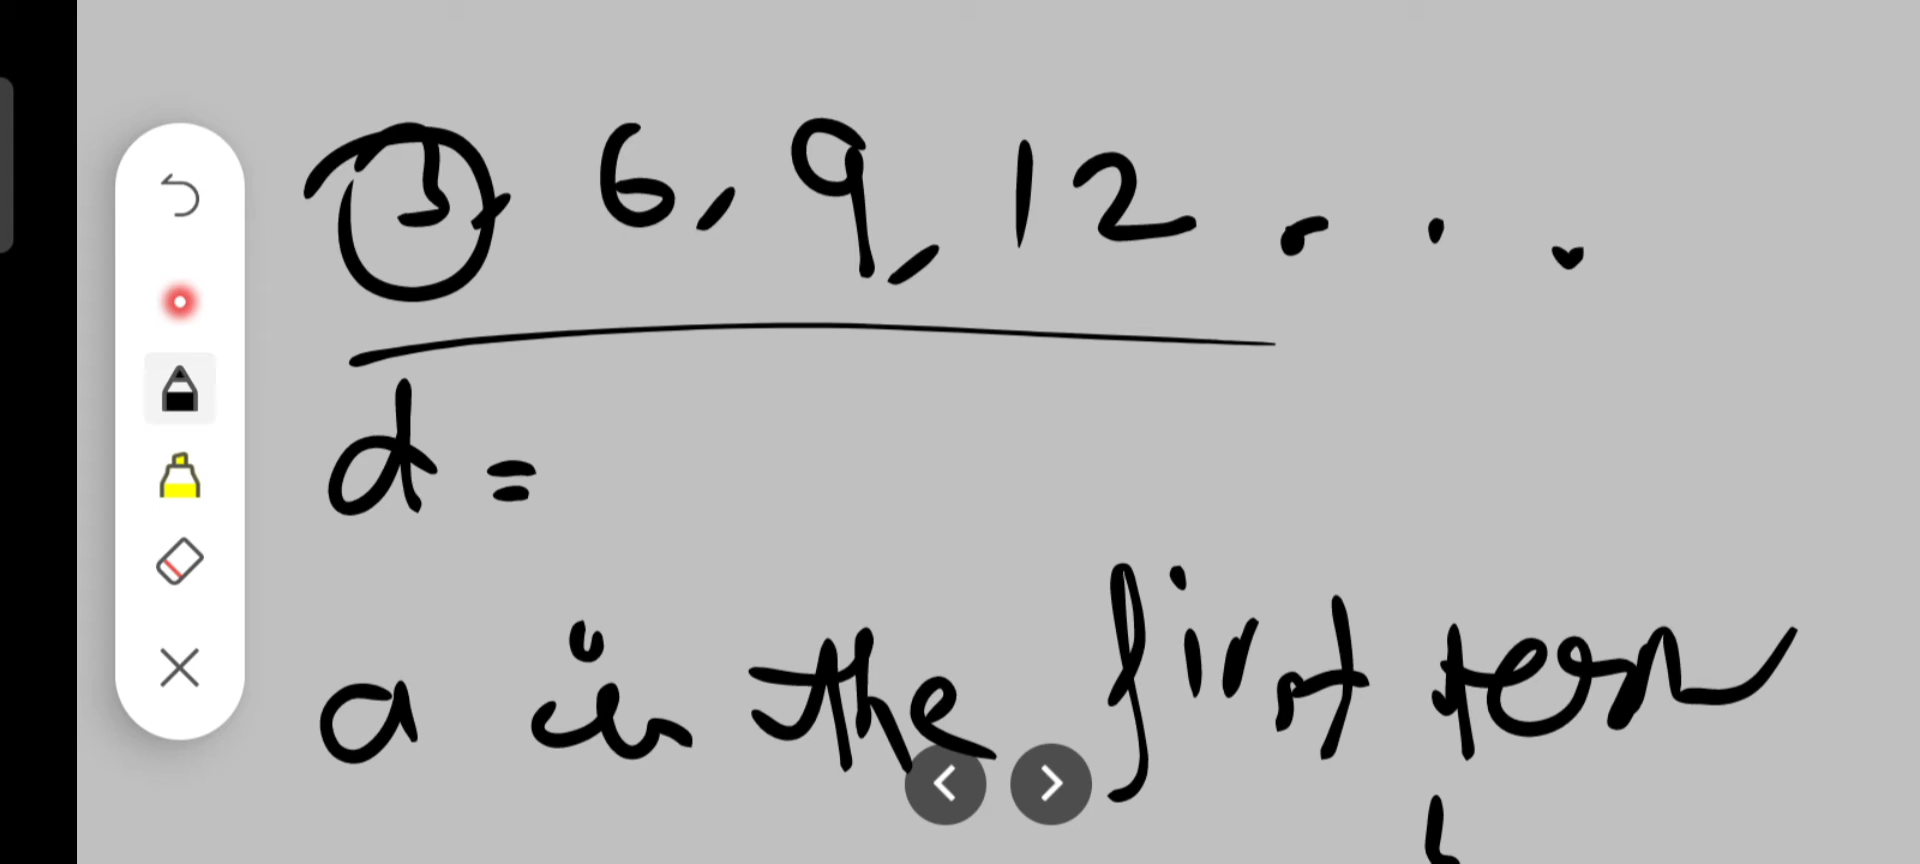 3 6, 9, 12 . . .
d =
a is the first term